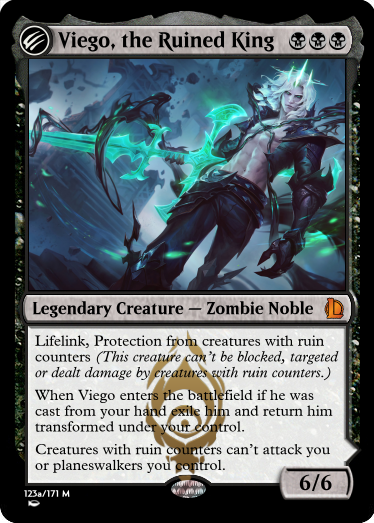 Viego, the Ruined King
Legendary Creature — Zombie Noble
Lifelink, Protection from creatures with ruin
counters (This creature can't be blocked, targeted
or dealt damage by creatures with ruin counters.)
When Viego enters the battlefield if he was
cast from your hand exile him and return him
transformed under your control.
Creatures with ruin counters can't attack you
or planeswalkers you control.
6/6
123a/171 M